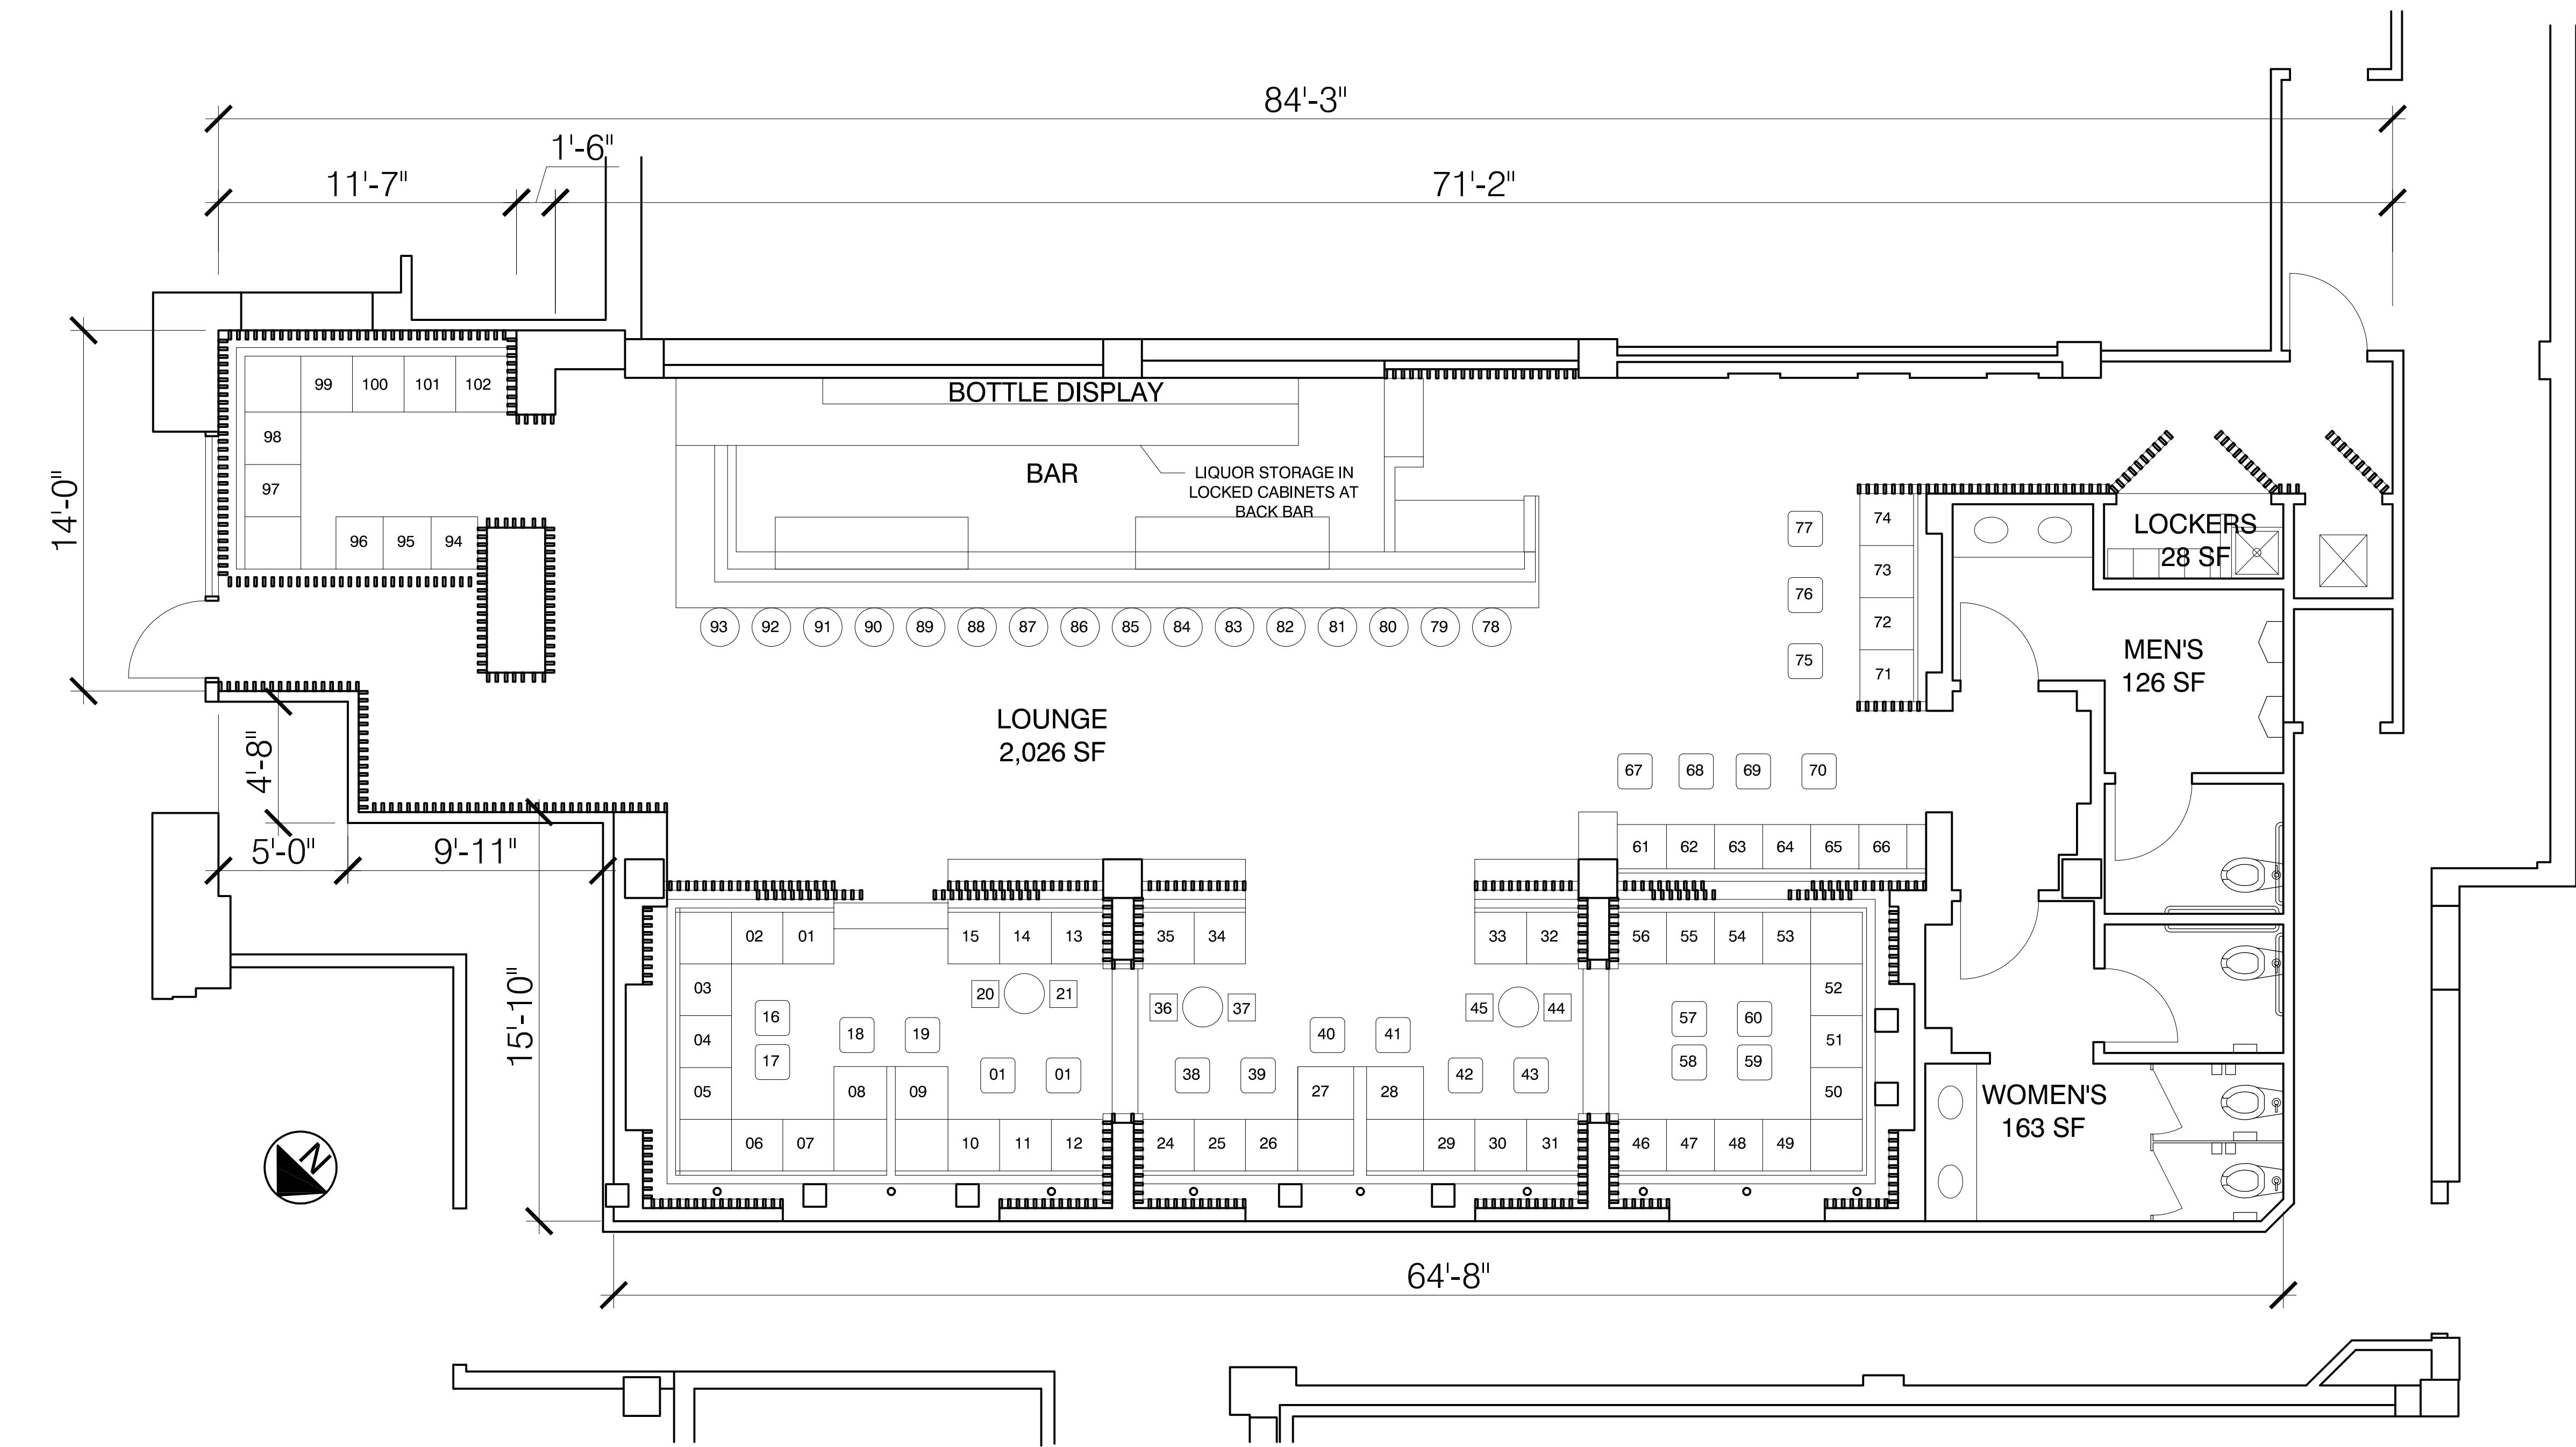 84'-3"
1'-6"
11'-7"
71'-2"
14'-0"
99 100 101 102
98
97
96 95 94
BOTTLE DISPLAY
BAR
LIQUOR STORAGE IN
LOCKED CABINETS AT
BACK BAR
93 92 91 90 89 88 87 86 85 84 83 82 81 80 79 78
77
76
75
74
73
72
71
LOCKERS
28 SF
MEN'S
126 SF
LOUNGE
2,026 SF
4'-8"
5'-0"
9'-11"
67 68 69 70
61 62 63 64 65 66
15'-10"
02 01
15 14 13
35 34
33 32
56 55 54 53
03
04
05
16
17
18 19
20 21
36 37
45 44
52
51
50
57 60
58 59
40 41
01 01
38 39
42 43
08 09
27 28
06 07
10 11 12
24 25 26
29 30 31
46 47 48 49
WOMEN'S
163 SF
N
64'-8"